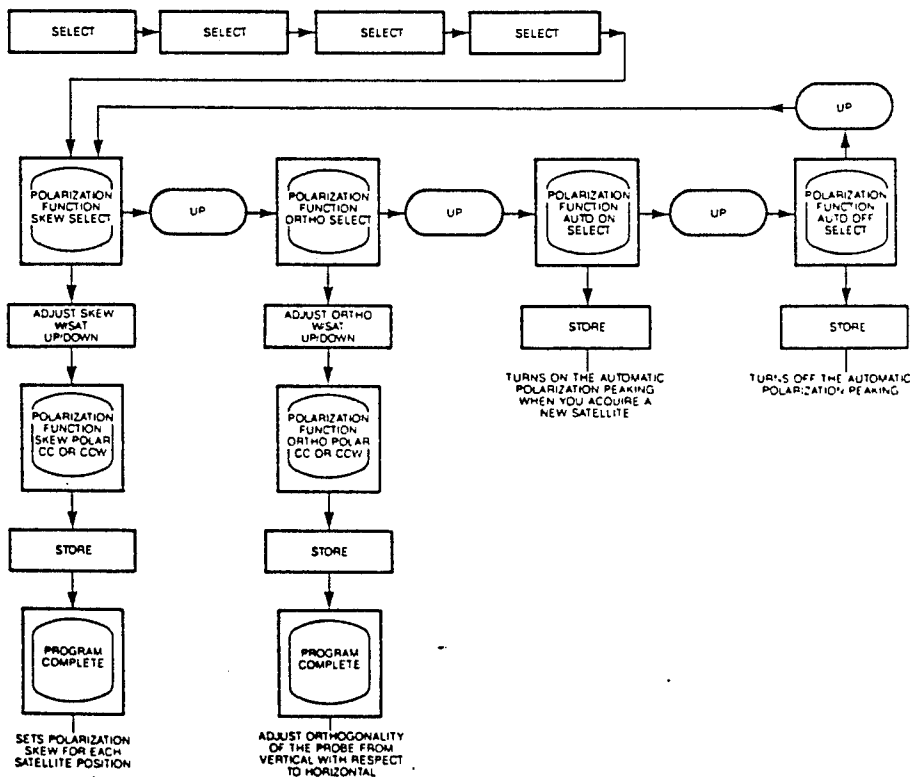 SELECT
SELECT
SELECT
SELECT
UP
POLARIZATION
FUNCTION
SKEW SELECT
UP
POLARIZATION
FUNCTION
ORTHO SELECT
UP
POLARIZATION
FUNCTION
AUTO ON
SELECT
UP
POLARIZATION
FUNCTION
AUTO OFF
SELECT
ADJUST SKEW
W/SAT
UP/DOWN
ADJUST ORTHO
W/SAT
UP/DOWN
STORE
STORE
TURNS ON THE AUTOMATIC
POLARIZATION PEAKING
WHEN YOU ACQUIRE A
NEW SATELLITE
TURNS OFF THE AUTOMATIC
POLARIZATION PEAKING
POLARIZATION
FUNCTION
SKEW POLAR
CC OR CCW
POLARIZATION
FUNCTION
ORTHO POLAR
CC OR CCW
STORE
STORE
PROGRAM
COMPLETE
PROGRAM
COMPLETE
SETS POLARIZATION
SKEW FOR EACH
SATELLITE POSITION
ADJUST ORTHOGONALITY
OF THE PROBE FROM
VERTICAL WITH RESPECT
TO HORIZONTAL